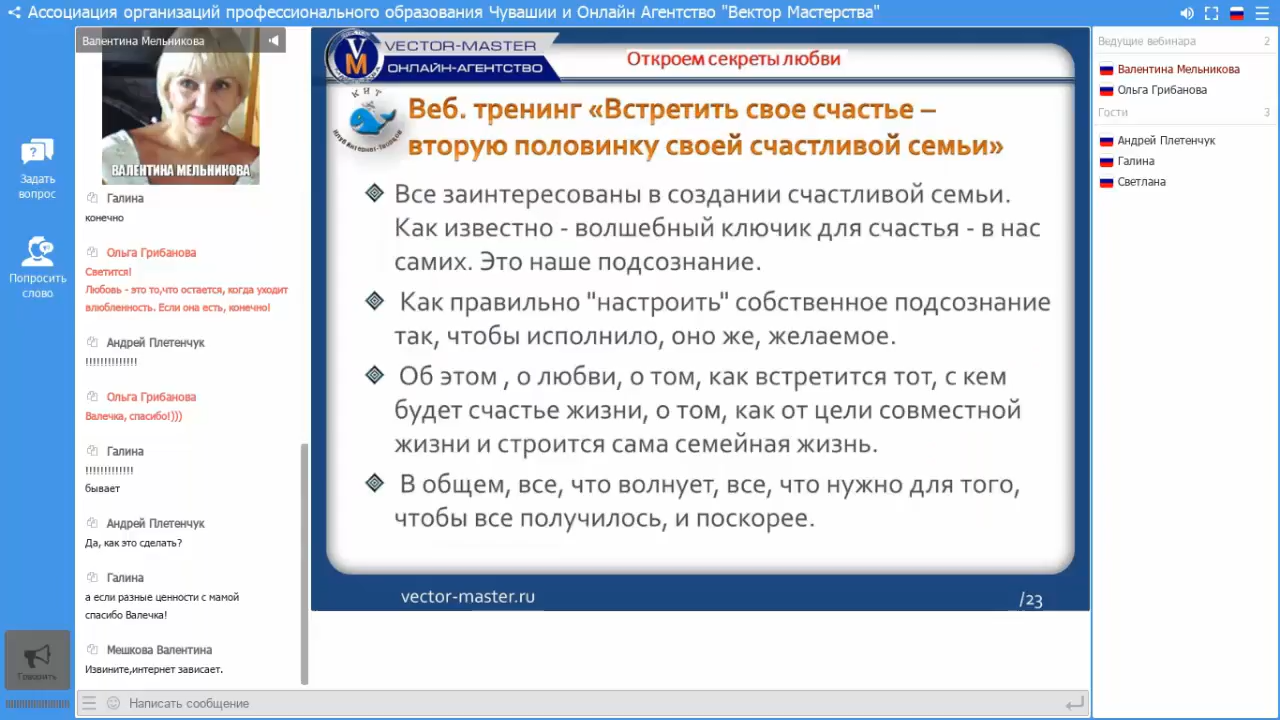 Ассоциация организаций профессионального образования Чувашии и Онлайн Агентство "Вектор Мастерства"
Валентина Мельникова
ВАЛЕНТИНА МЕЛЬНИКОВА
Задать
вопрос
Попросить
слово
Говорить
Галина
конечно
Ольга Грибанова
Светится!
Любовь - это то,что остается, когда уходит
влюбленность. Если она есть, конечно!
Андрей Плетенчук
!!!!!!!!!!!!!!
Ольга Грибанова
Валечка, спасибо!)))
Галина
!!!!!!!!!!!!!
бывает
Андрей Плетенчук
Да, как это сделать?
Галина
а если разные ценности с мамой
спасибо Валечка!
Мешкова Валентина
Извините,интернет зависает.
Написать сообщение
VM
VECTOR-MASTER
ОНЛАЙН-АГЕНТСТВО
Откроем секреты любви
КИТ
Веб. тренинг «Встретить свое счастье –
вторую половинку своей счастливой семьи»
Все заинтересованы в создании счастливой семьи.
Как известно - волшебный ключик для счастья - в нас
самих. Это наше подсознание.
Как правильно "настроить" собственное подсознание
так, чтобы исполнило, оно же, желаемое.
Об этом , о любви, о том, как встретится тот, с кем
будет счастье жизни, о том, как от цели совместной
жизни и строится сама семейная жизнь.
В общем, все, что волнует, все, что нужно для того,
чтобы все получилось, и поскорее.
vector-master.ru
/23
Ведущие вебинара 2
Валентина Мельникова
Ольга Грибанова
Гости 3
Андрей Плетенчук
Галина
Светлана